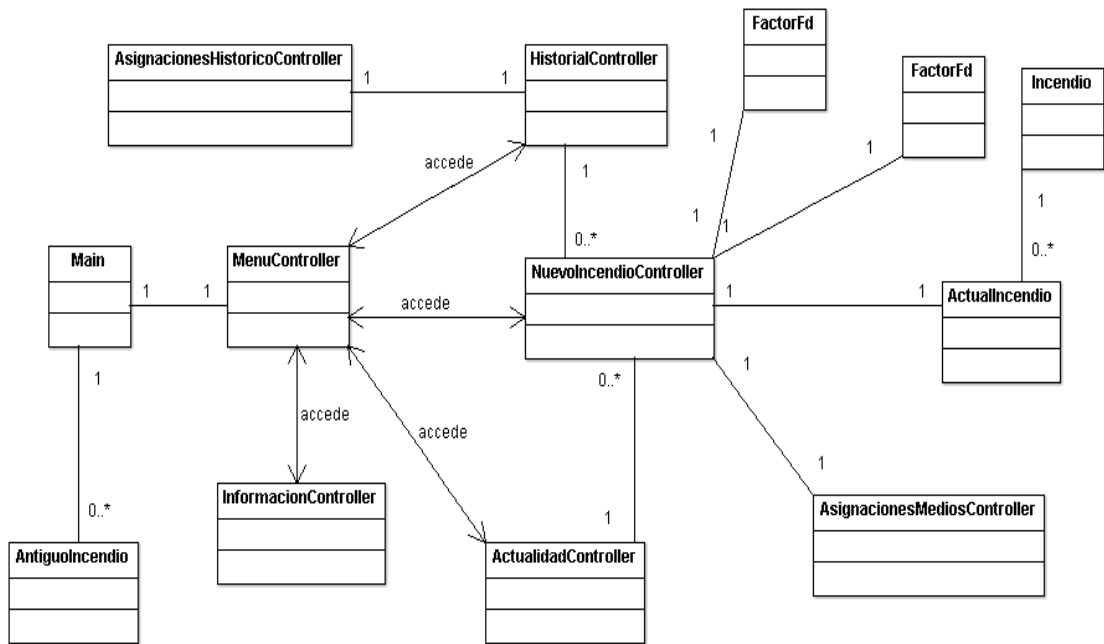 FactorFd
AsignacionesHistoricoController
HistorialController
FactorFd
Incendio
1
1
1
1
accede
1
1
1
1
0..*
0..*
Main
MenuController
NuevoIncendioController
ActualIncendio
1
1
accede
1
1
1
0..*
1
accede
accede
1
InformacionController
AsignacionesMediosController
0..*
1
AntiguoIncendio
ActualidadController